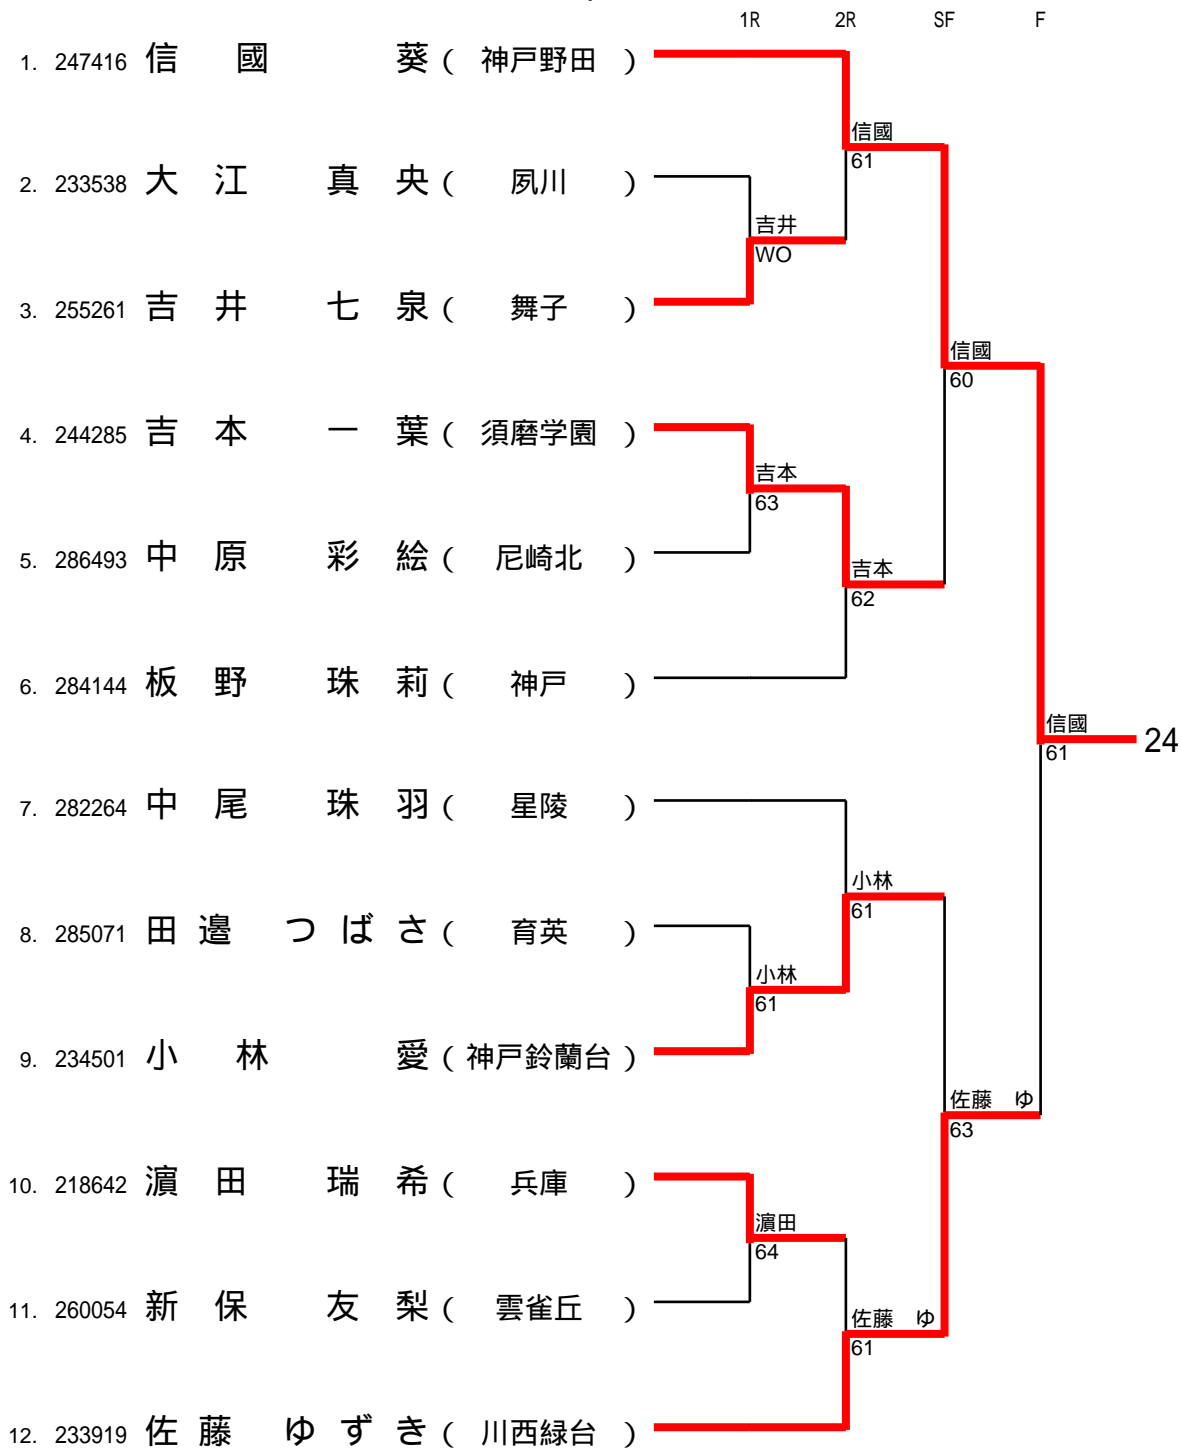 1R 2R SF F
1. 247416 信國 葵 ( 神戸野田 )
信國
61
2. 233538 大江 真央 ( 夙川 )
吉井
WO
3. 255261 吉井 七泉 ( 舞子 )
信國
60
4. 244285 吉本 一葉 ( 須磨学園 )
吉本
63
5. 286493 中原 彩絵 ( 尼崎北 )
吉本
62
6. 284144 板野 珠莉 ( 神戸 )
信國
61
24
7. 282264 中尾 珠羽 ( 星陵 )
小林
61
8. 285071 田邉 つばさ ( 育英 )
小林
61
9. 234501 小林 愛 ( 神戸鈴蘭台 )
佐藤 ゆ
63
10. 218642 濵田 瑞希 ( 兵庫 )
濵田
64
11. 260054 新保 友梨 ( 雲雀丘 )
佐藤 ゆ
61
12. 233919 佐藤 ゆずき ( 川西緑台 )